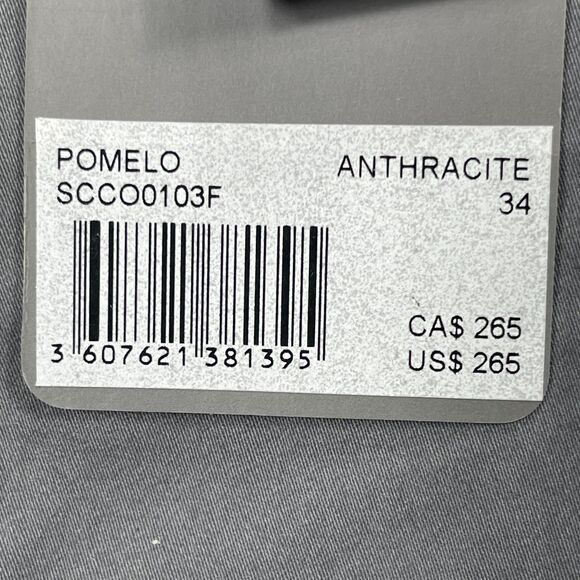 POMELO
SCCO0103F
ANTHRACITE
34
3 607621 381395
CA$ 265
US$ 265